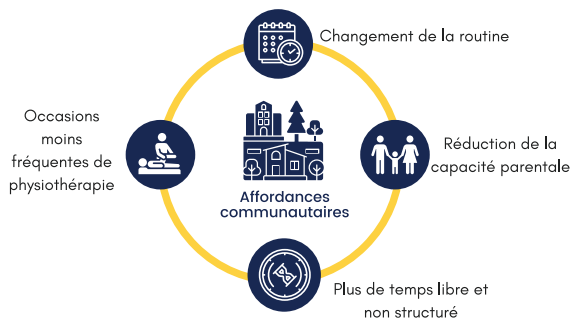 Changement de la routine
Occasions
moins
fréquentes de
physiothérapie
Réduction de la
capacité parentale
Affordances
communautaires
Plus de temps libre et
non structuré